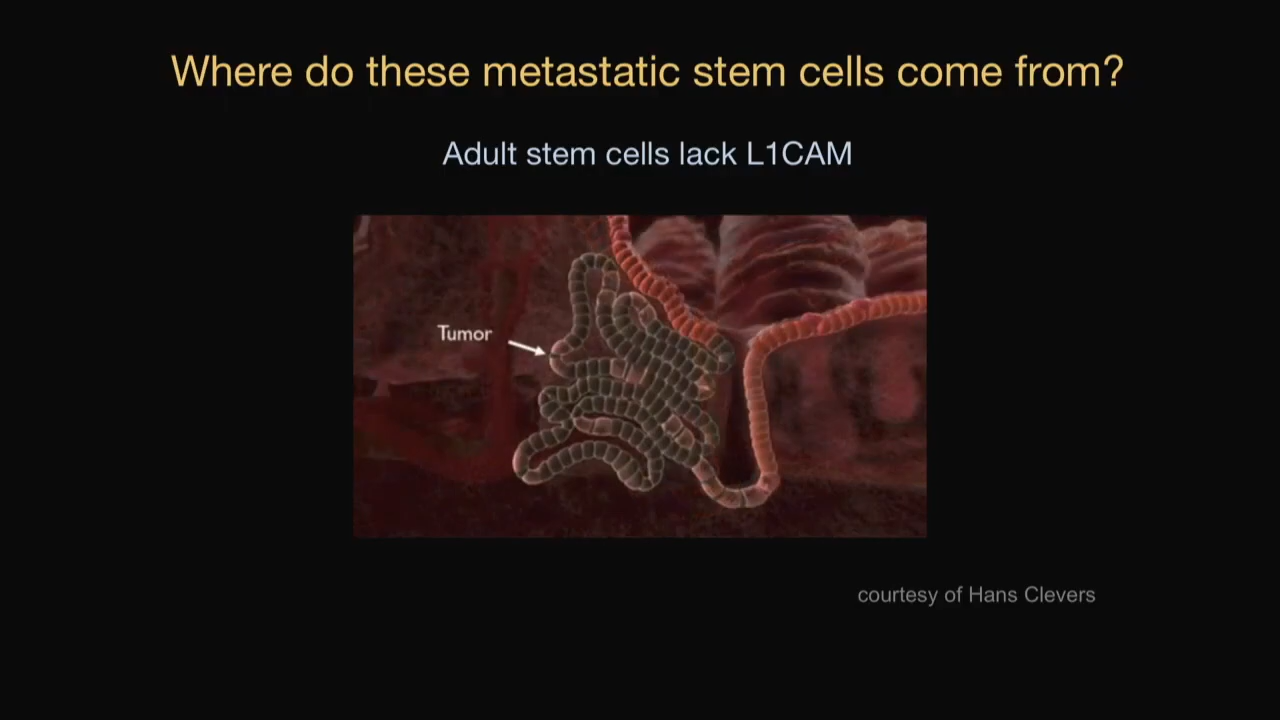 Where do these metastatic stem cells come from?
Adult stem cells lack L1CAM
Tumor
courtesy of Hans Clevers